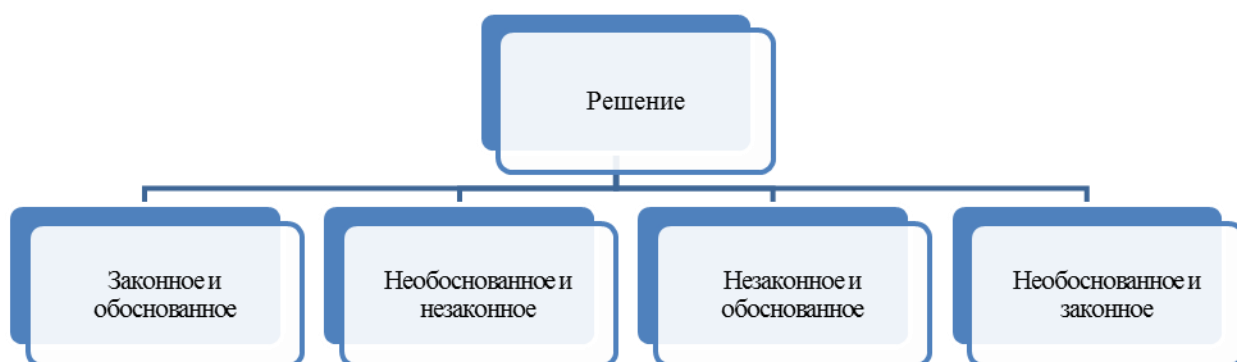 Решение
Законное и
обоснованное
Необоснованное и
незаконное
Незаконное и
обоснованное
Необоснованное и
законное